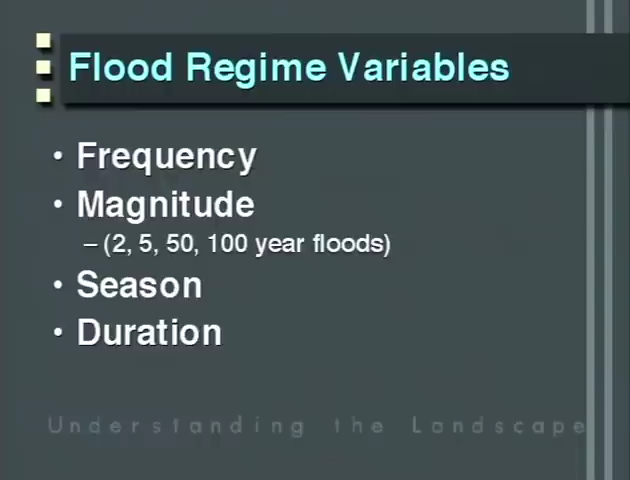 Flood Regime Variables
• Frequency
• Magnitude
– (2, 5, 50, 100 year floods)
• Season
• Duration
Understanding the Landscape